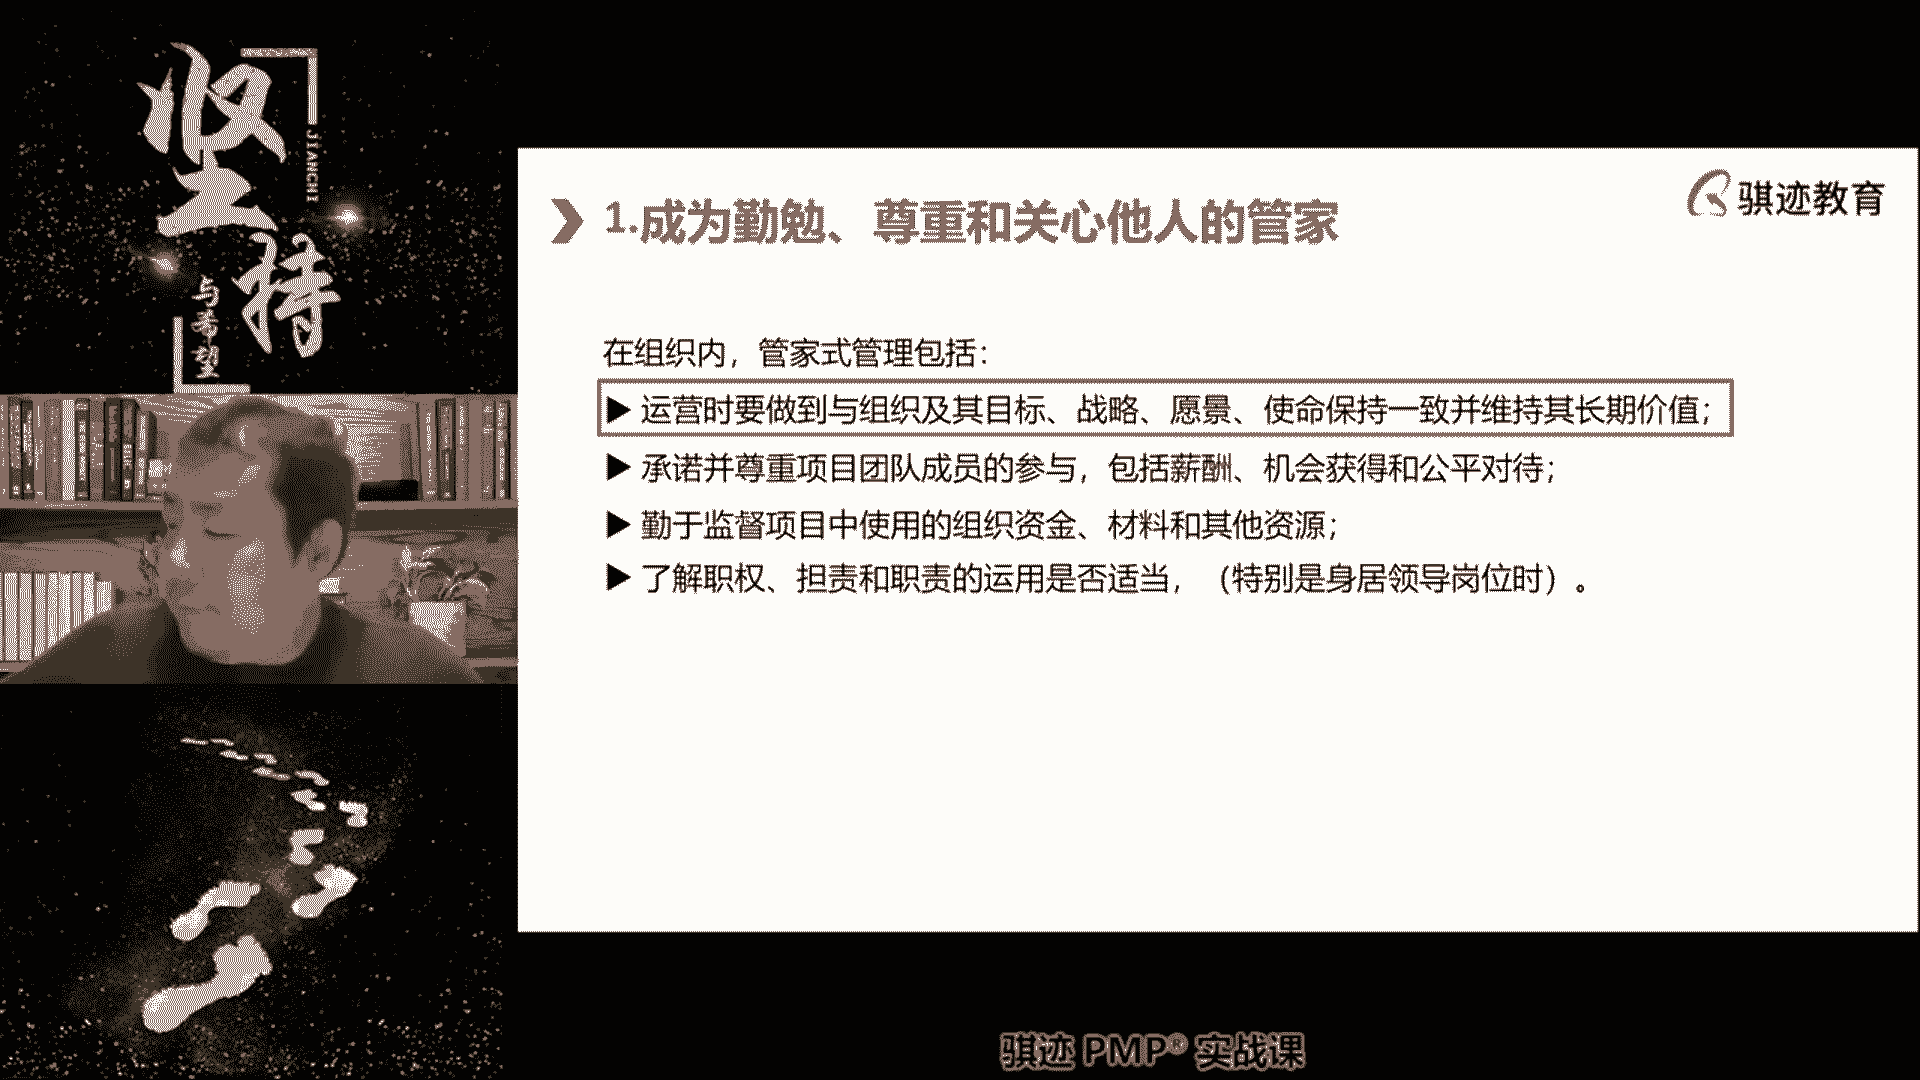 坚持
JIANCHI
与希望
骐迹教育
1.成为勤勉、尊重和关心他人的管家
在组织内，管家式管理包括：
▶ 运营时要做到与组织及其目标、战略、愿景、使命保持一致并维持其长期价值；
▶ 承诺并尊重项目团队成员的参与，包括薪酬、机会获得和公平对待；
▶ 勤于监督项目中使用的组织资金、材料和其他资源；
▶ 了解职权、担责和职责的运用是否适当，（特别是身居领导岗位时）。
骐迹 PMP® 实战课